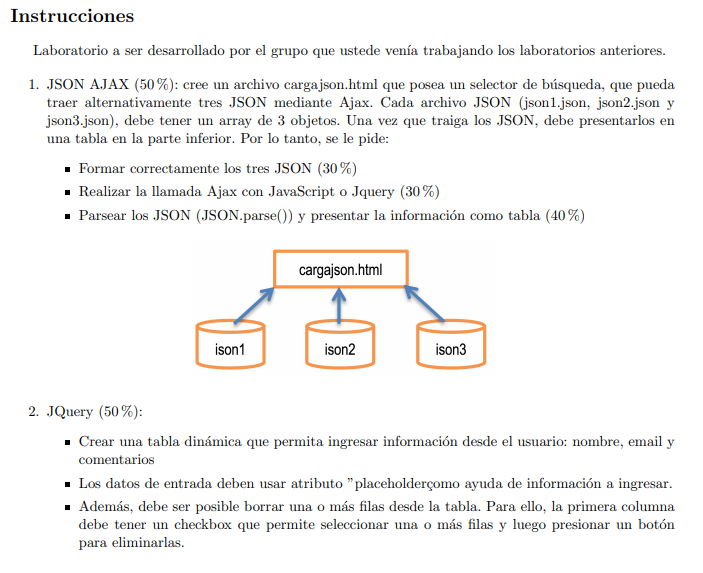 Instrucciones
Laboratorio a ser desarrollado por el grupo que ustede venía trabajando los laboratorios anteriores.
1. JSON AJAX (50 %): cree un archivo cargajson.html que posea un selector de búsqueda, que pueda
traer alternativamente tres JSON mediante Ajax. Cada archivo JSON (json1.json, json2.json y
json3.json), debe tener un array de 3 objetos. Una vez que traiga los JSON, debe presentarlos en
una tabla en la parte inferior. Por lo tanto, se le pide:
▪ Formar correctamente los tres JSON (30 %)
▪ Realizar la llamada Ajax con JavaScript o Jquery (30 %)
▪ Parsear los JSON (JSON.parse()) y presentar la información como tabla (40 %)
cargajson.html
ison1 ison2 ison3
2. JQuery (50 %):
▪ Crear una tabla dinámica que permita ingresar información desde el usuario: nombre, email y
comentarios
▪ Los datos de entrada deben usar atributo ”placeholderçomo ayuda de información a ingresar.
▪ Además, debe ser posible borrar una o más filas desde la tabla. Para ello, la primera columna
debe tener un checkbox que permite seleccionar una o más filas y luego presionar un botón
para eliminarlas.